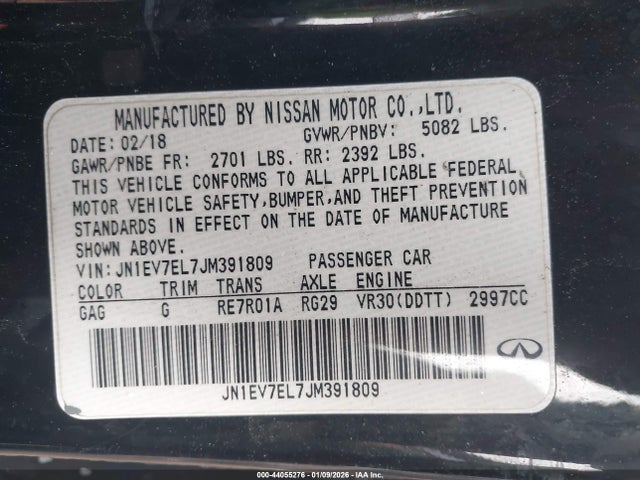 MANUFACTURED BY NISSAN MOTOR CO.,LTD.
DATE: 02/18 GVWR/PNBV: 5082 LBS.
GAWR/PNBE FR: 2701 LBS. RR: 2392 LBS.
THIS VEHICLE CONFORMS TO ALL APPLICABLE FEDERAL
MOTOR VEHICLE SAFETY,BUMPER,AND THEFT PREVENTION
STANDARDS IN EFFECT ON THE DATE OF MANUFACTURE
SHOWN ABOVE.
VIN: JN1EV7EL7JM391809 PASSENGER CAR
COLOR TRIM TRANS AXLE ENGINE
GAG G RE7R01A RG29 VR30(DDTT) 2997CC
JN1EV7EL7JM391809
000-44055276 - 01/09/2026 - IAA Inc.